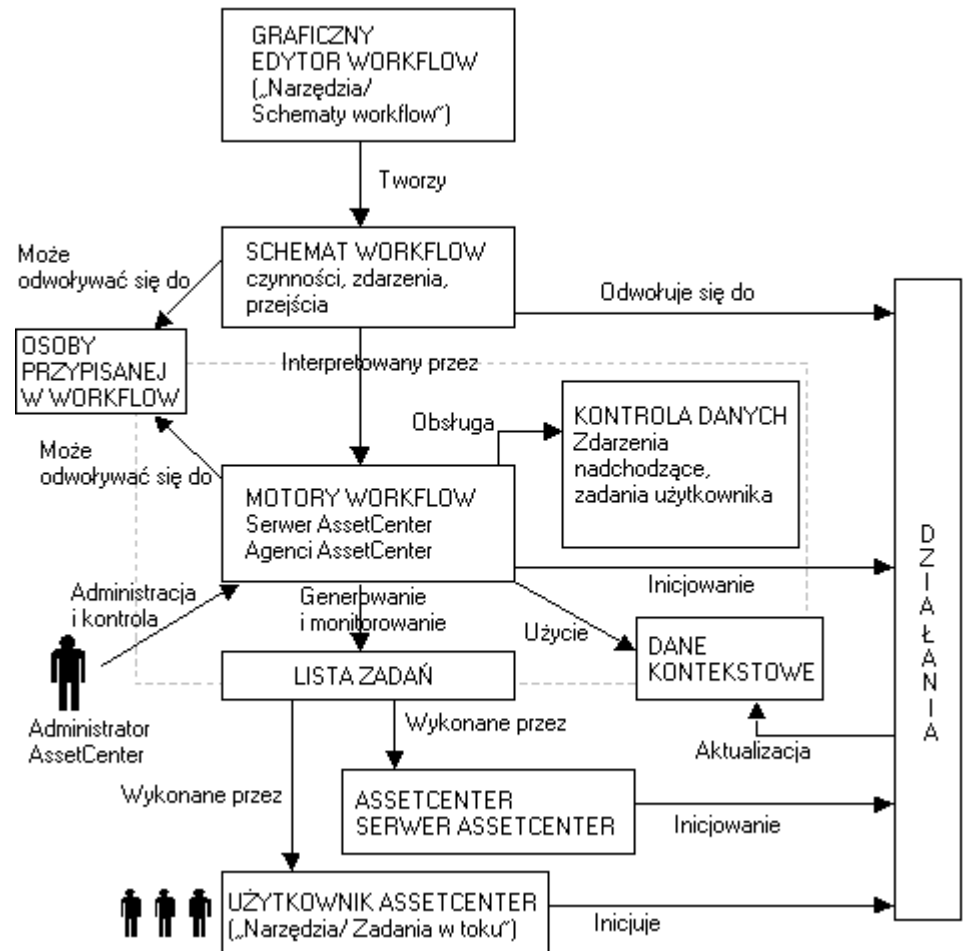 GRAFICZNY
EDYTOR WORKFLOW
(„Narzędzia/
Schematy workflow“)
Tworzy
Może
odwoływać się do
SCHEMAT WORKFLOW
czynności, zdarzenia,
przejścia
Odwołuje się do
OSOBY
PRZYPISANEJ
W WORKFLOW
Interpretowany przez
Obsługa
KONTROLA DANYCH
Zdarzenia
nadchodzące,
zadania użytkownika
Może
odwoływać się do
MOTORY WORKFLOW
Serwer AssetCenter
Agenci AssetCenter
DZIAŁANIA
Inicjowanie
Administracja
i kontrola
Generowanie
i monitorowanie
Użycie
DANE
KONTEKSTOWE
LISTA ZADAŃ
Administrator
AssetCenter
Wykonane przez
Aktualizacja
Wykonane przez
ASSETCENTER
SERWER ASSETCENTER
Inicjowanie
UŻYTKOWNIK ASSETCENTER
(„Narzędzia/ Zadania w toku“)
Inicjuje